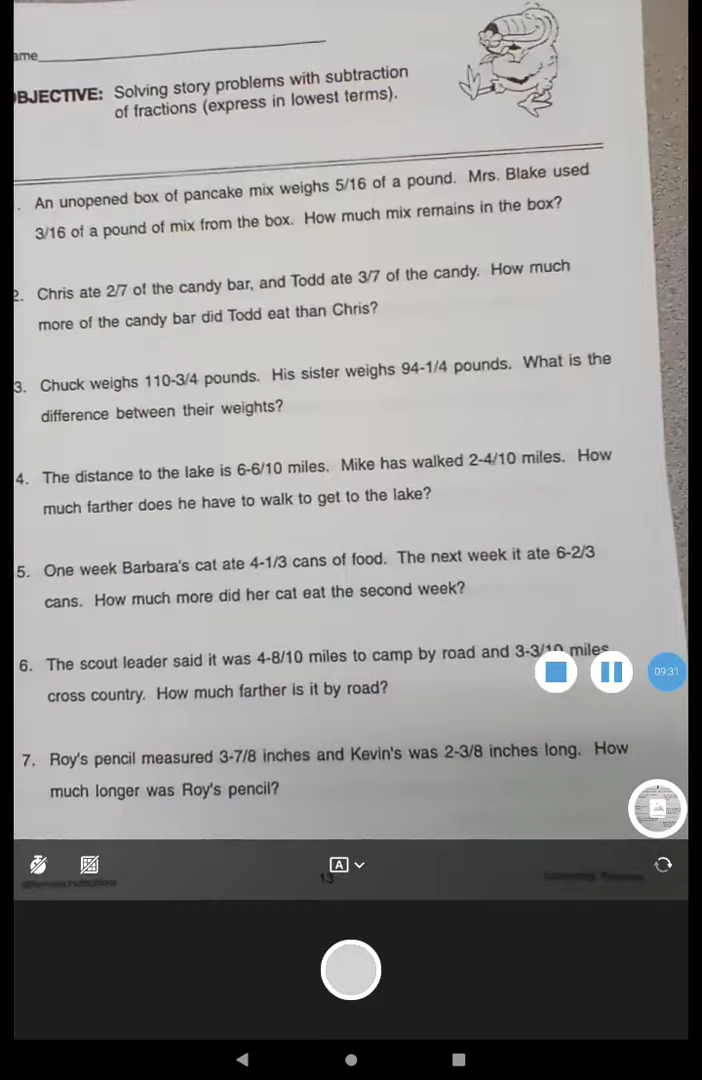 ame
BJECTIVE: Solving story problems with subtraction
of fractions (express in lowest terms).
. An unopened box of pancake mix weighs 5/16 of a pound. Mrs. Blake used
3/16 of a pound of mix from the box. How much mix remains in the box?
2. Chris ate 2/7 of the candy bar, and Todd ate 3/7 of the candy. How much
more of the candy bar did Todd eat than Chris?
3. Chuck weighs 110-3/4 pounds. His sister weighs 94-1/4 pounds. What is the
difference between their weights?
4. The distance to the lake is 6-6/10 miles. Mike has walked 2-4/10 miles. How
much farther does he have to walk to get to the lake?
5. One week Barbara's cat ate 4-1/3 cans of food. The next week it ate 6-2/3
cans. How much more did her cat eat the second week?
6. The scout leader said it was 4-8/10 miles to camp by road and 3-3/10 miles
cross country. How much farther is it by road?
09:31
7. Roy's pencil measured 3-7/8 inches and Kevin's was 2-3/8 inches long. How
much longer was Roy's pencil?
A
13